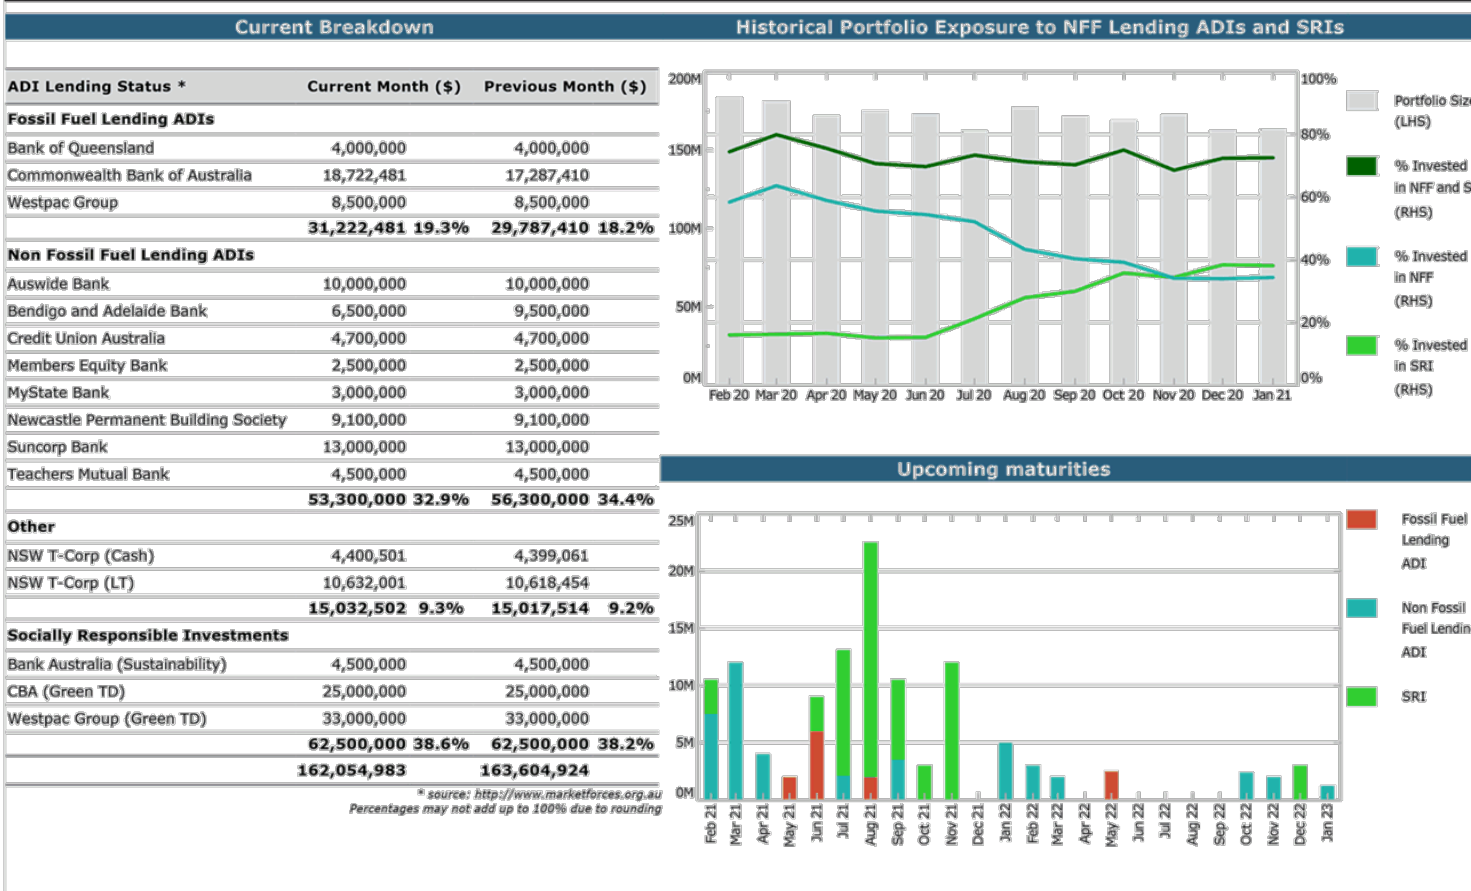 Current Breakdown
ADI Lending Status * Current Month ($) Previous Month ($)
Fossil Fuel Lending ADIs
Bank of Queensland 4,000,000 4,000,000
Commonwealth Bank of Australia 18,722,481 17,287,410
Westpac Group 8,500,000 8,500,000
31,222,481 19.3% 29,787,410 18.2%
Non Fossil Fuel Lending ADIs
Auswide Bank 10,000,000 10,000,000
Bendigo and Adelaide Bank 6,500,000 9,500,000
Credit Union Australia 4,700,000 4,700,000
Members Equity Bank 2,500,000 2,500,000
MyState Bank 3,000,000 3,000,000
Newcastle Permanent Building Society 9,100,000 9,100,000
Suncorp Bank 13,000,000 13,000,000
Teachers Mutual Bank 4,500,000 4,500,000
53,300,000 32.9% 56,300,000 34.4%
Other
NSW T-Corp (Cash) 4,400,501 4,399,061
NSW T-Corp (LT) 10,632,001 10,618,454
15,032,502 9.3% 15,017,514 9.2%
Socially Responsible Investments
Bank Australia (Sustainability) 4,500,000 4,500,000
CBA (Green TD) 25,000,000 25,000,000
Westpac Group (Green TD) 33,000,000 33,000,000
62,500,000 38.6% 62,500,000 38.2%
162,054,983 163,604,924
* source: http://www.marketforces.org.au
Percentages may not add up to 100% due to rounding
Historical Portfolio Exposure to NFF Lending ADIs and SRIs
200M 100%
80%
150M
60%
100M
40%
50M
20%
0M 0%
Feb 20 Mar 20 Apr 20 May 20 Jun 20 Jul 20 Aug 20 Sep 20 Oct 20 Nov 20 Dec 20 Jan 21
Portfolio Size
(LHS)
% Invested
in NFF and S
(RHS)
% Invested
in NFF
(RHS)
% Invested
in SRI
(RHS)
Upcoming maturities
25M
20M
15M
10M
5M
0M
Feb 21 Mar 21 Apr 21 May 21 Jun 21 Jul 21 Aug 21 Sep 21 Oct 21 Nov 21 Dec 21 Jan 22 Feb 22 Mar 22 Apr 22 May 22 Jun 22 Jul 22 Aug 22 Sep 22 Oct 22 Nov 22 Dec 22 Jan 23
Fossil Fuel
Lending
ADI
Non Fossil
Fuel Lending
ADI
SRI